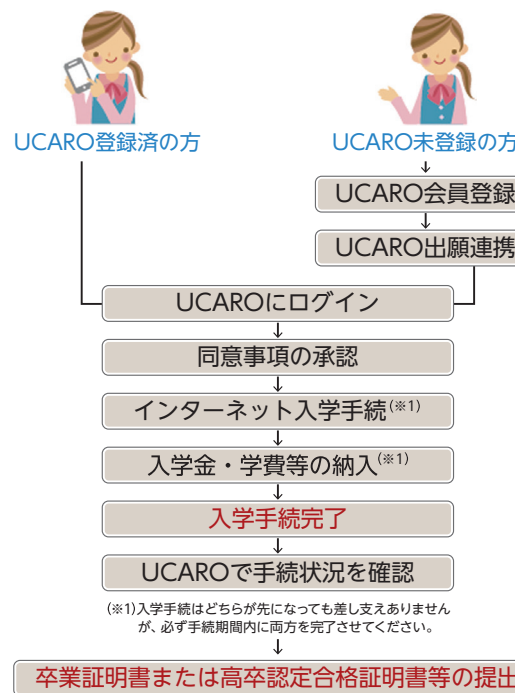 UCARO登録済の方
UCARO未登録の方
↓
UCARO会員登録
↓
UCARO出願連携
UCAROにログイン
↓
同意事項の承認
↓
インターネット入学手続(※1)
↓
入学金・学費等の納入(※1)
↓
入学手続完了
↓
UCAROで手続状況を確認
(※1)入学手続はどちらが先になっても差し支えありません
が、必ず手続期間内に両方を完了させてください。
↓
卒業証明書または高卒認定合格証明書等の提出